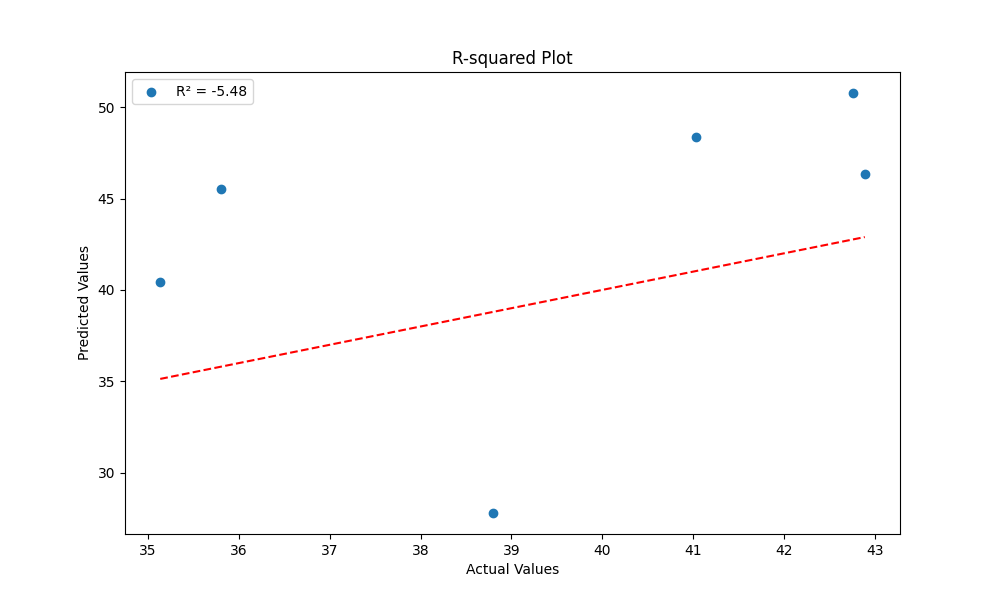 R-squared Plot
R² = -5.48
50
45
40
35
30
Predicted Values
35 36 37 38 39 40 41 42 43
Actual Values